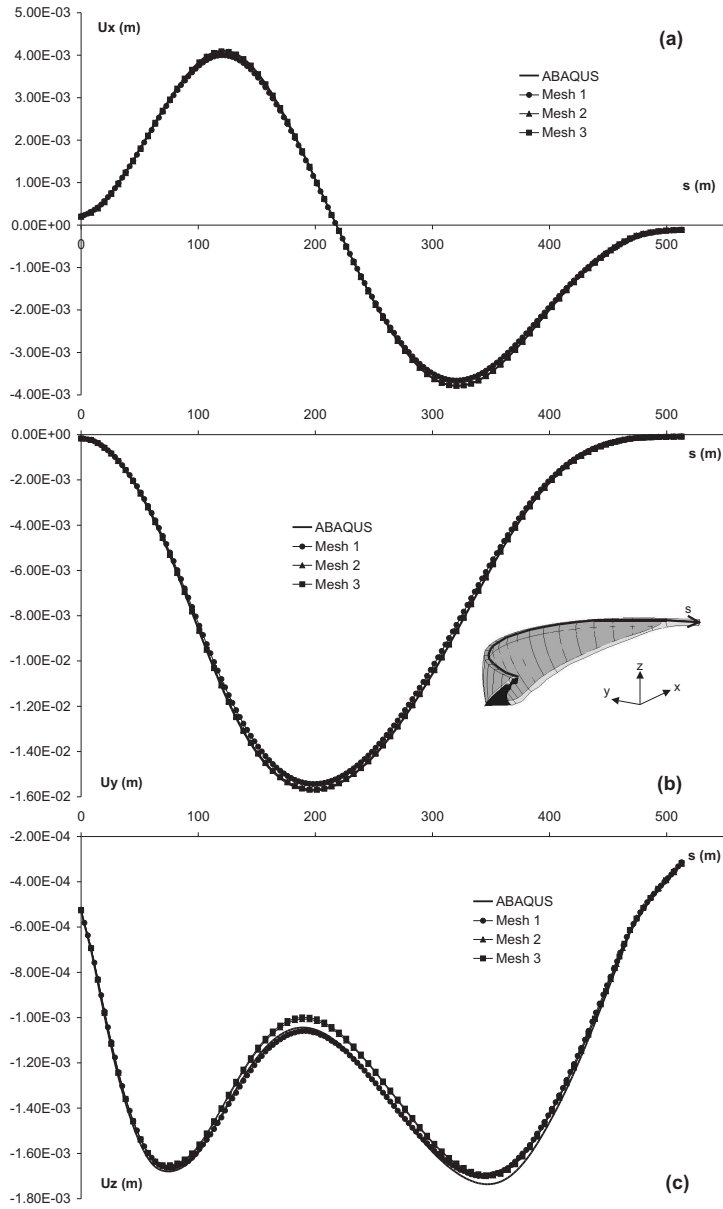 5.00E-03
Ux (m)
(a)
4.00E-03
ABAQUS
Mesh 1
3.00E-03
Mesh 2
Mesh 3
2.00E-03
1.00E-03
s (m)
0.00E+00
0 100 200 300 400 500
-1.00E-03
-2.00E-03
-3.00E-03
-4.00E-03
0 100 200 300 400 500
0.00E+00
s (m)
-2.00E-03
-4.00E-03
ABAQUS
Mesh 1
Mesh 2
Mesh 3
-6.00E-03
-8.00E-03
s
-1.00E-02
z
y
x
-1.20E-02
-1.40E-02
Uy (m)
(b)
-1.60E-02
0 100 200 300 400 500
-2.00E-04
s (m)
-4.00E-04
ABAQUS
Mesh 1
Mesh 2
Mesh 3
-6.00E-04
-8.00E-04
-1.00E-03
-1.20E-03
-1.40E-03
-1.60E-03
Uz (m)
(c)
-1.80E-03